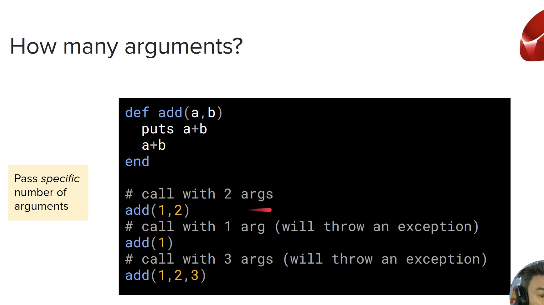 How many arguments?
def add(a,b)
puts a+b
a+b
end
Pass specific
number of
arguments
# call with 2 args
add(1,2)
# call with 1 arg (will throw an exception)
add(1)
# call with 3 args (will throw an exception)
add(1,2,3)